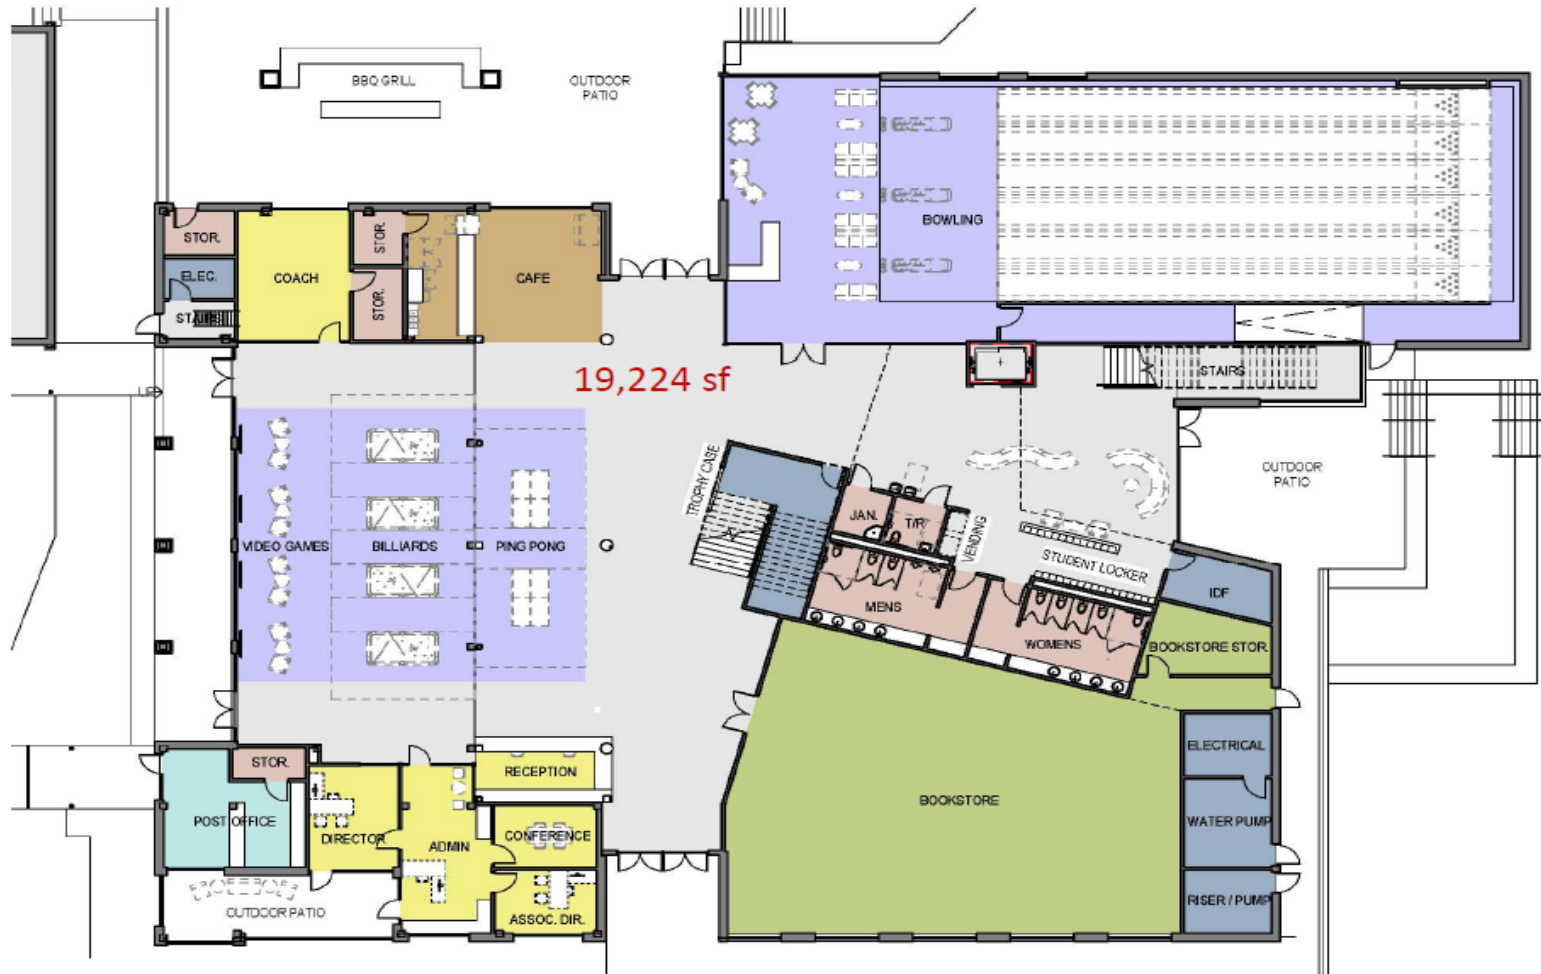 BBQ GRILL
OUTDOOR
PATIO
STOR.
STOR.
BOWLING
ELEC.
COACH
CAFE
STOR.
STAIRS
19,224 sf
STAIRS
TROPHY CASE
OUTDOOR
PATIO
JAN.
T/R
VENDING
VIDEO GAMES
BILLIARDS
PING PONG
STUDENT LOCKER
IDF
MENS
WOMENS
BOOKSTORE STOR.
ELECTRICAL
STOR.
RECEPTION
BOOKSTORE
POST OFFICE
DIRECTOR
ADMIN
CONFERENCE
WATER PUMP
RISER / PUMP
OUTDOOR PATIO
ASSOC. DIR.